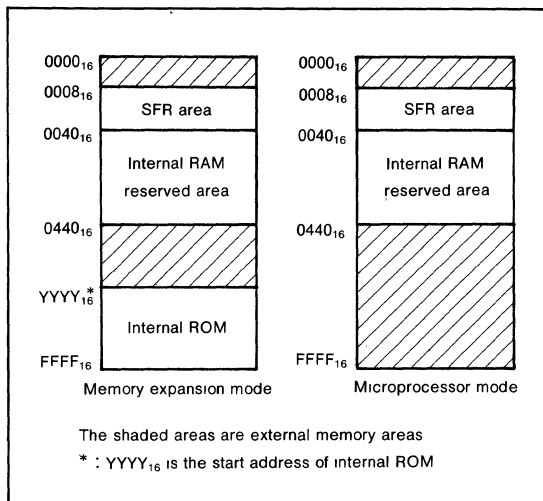 0000₁₆
0008₁₆
SFR area
0040₁₆
Internal RAM
reserved area
0440₁₆
YYYY₁₆*
Internal ROM
FFFF₁₆
Memory expansion mode
0000₁₆
0008₁₆
SFR area
0040₁₆
Internal RAM
reserved area
0440₁₆
FFFF₁₆
Microprocessor mode
The shaded areas are external memory areas
* : YYYY₁₆ is the start address of internal ROM